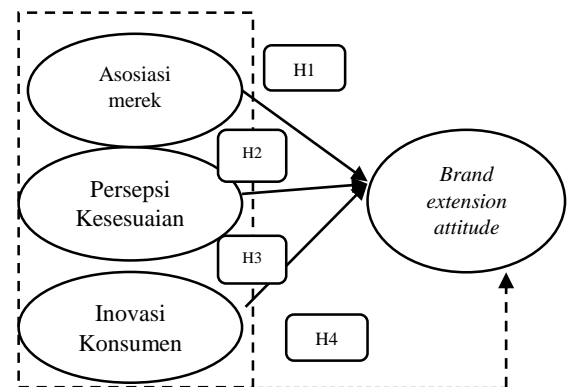 Asosiasi
merek
H1
H2
Persepsi
Kesesuaian
Brand
extension
attitude
H3
Inovasi
Konsumen
H4